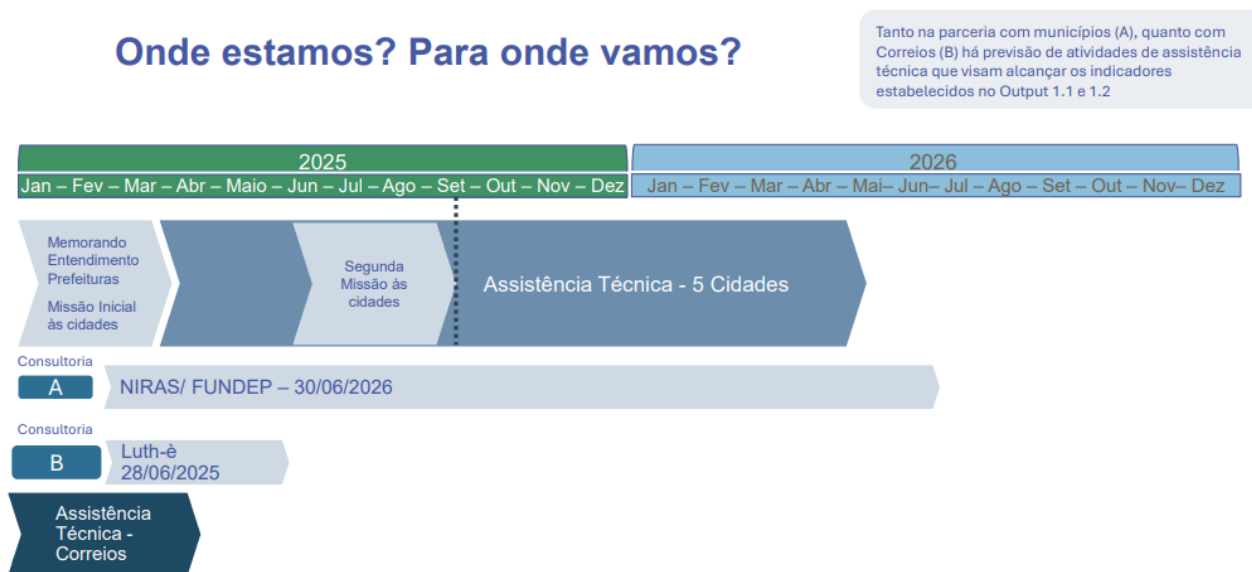 Onde estamos? Para onde vamos?
Tanto na parceria com municípios (A), quanto com
Correios (B) há previsão de atividades de assistência
técnica que visam alcançar os indicadores
estabelecidos no Output 1.1 e 1.2
2025
2026
Jan – Fev – Mar – Abr – Maio – Jun – Jul – Ago – Set – Out – Nov – Dez
Jan – Fev – Mar – Abr – Mai– Jun– Jul – Ago – Set – Out – Nov– Dez
Memorando
Entendimento
Prefeituras
Missão Inicial
às cidades
Segunda
Missão às
cidades
Assistência Técnica - 5 Cidades
Consultoria
A
NIRAS/ FUNDEP – 30/06/2026
Consultoria
B
Luth-è
28/06/2025
Assistência
Técnica -
Correios